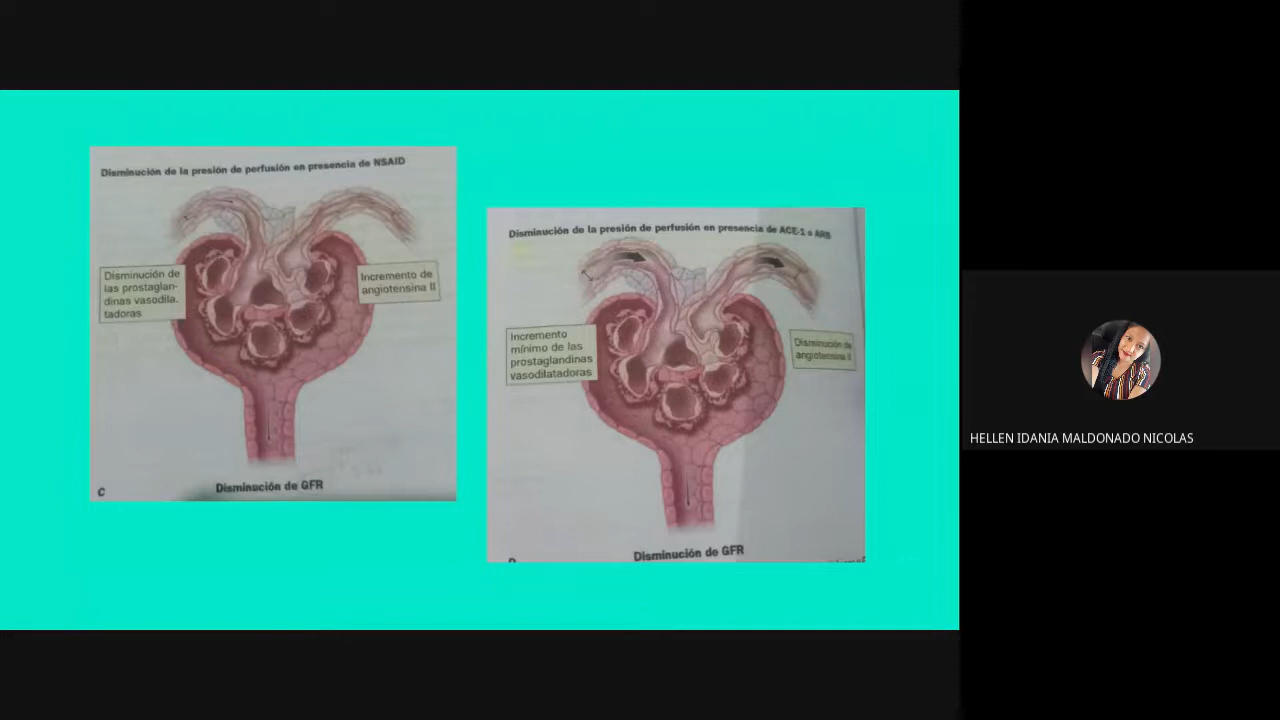 Disminución de la presión de perfusión en presencia de NSAID
Disminución de
las prostaglan-
dinas vasodila.
tadoras
Incremento de
angiotensina II
C
Disminución de GFR
Disminución de la presión de perfusión en presencia de ACE-1 o ARB
Incremento
mínimo de las
prostaglandinas
vasodilatadoras
Disminución de
angiotensina II
Disminución de GFR
HELLEN IDANIA MALDONADO NICOLAS